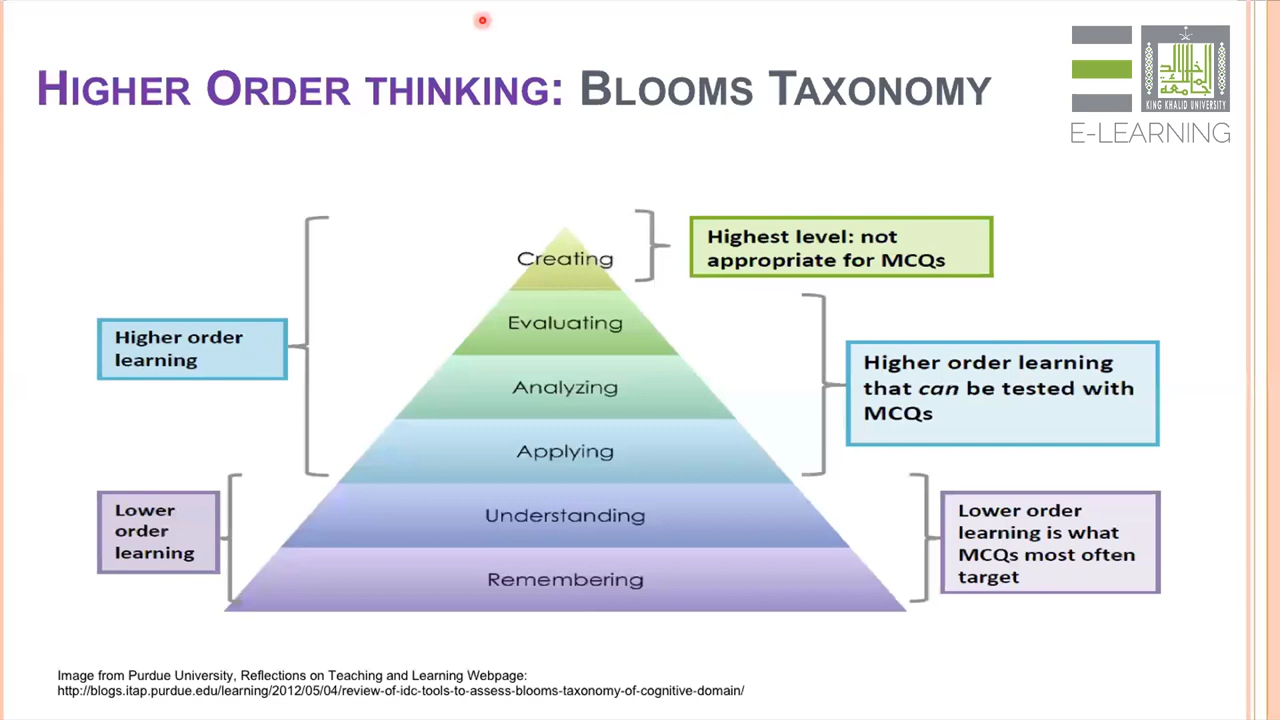 HIGHER ORDER THINKING: BLOOMS TAXONOMY
جامعة
الملك
خالد
KING KHALID UNIVERSITY
E-LEARNING
Highest level: not
appropriate for MCQs
Creating
Evaluating
Higher order
learning
Higher order learning
that can be tested with
MCQs
Analyzing
Applying
Lower
order
learning
Understanding
Lower order
learning is what
MCQs most often
target
Remembering
Image from Purdue University, Reflections on Teaching and Learning Webpage:
http://blogs.itap.purdue.edu/learning/2012/05/04/review-of-idc-tools-to-assess-blooms-taxonomy-of-cognitive-domain/